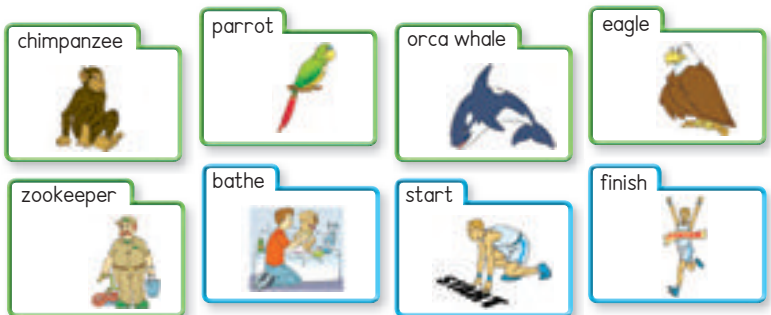 chimpanzee
parrot
orca whale
eagle
zookeeper
bathe
start
START
finish